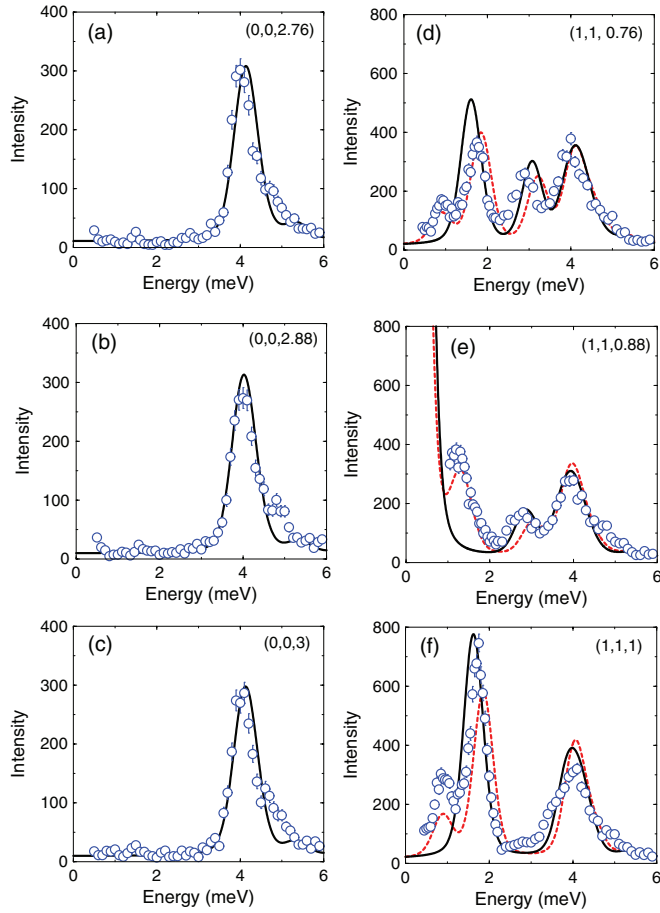 (a)
(0,0,2.76)
400
300
200
100
0
Intensity
0 2 4 6
Energy (meV)
(d)
(1,1, 0.76)
800
600
400
200
0
Intensity
0 2 4 6
Energy (meV)
(b)
(0,0,2.88)
400
300
200
100
0
Intensity
0 2 4 6
Energy (meV)
(e)
(1,1,0.88)
800
600
400
200
0
Intensity
0 2 4 6
Energy (meV)
(c)
(0,0,3)
400
300
200
100
0
Intensity
0 2 4 6
Energy (meV)
(f)
(1,1,1)
800
600
400
200
0
Intensity
0 2 4 6
Energy (meV)